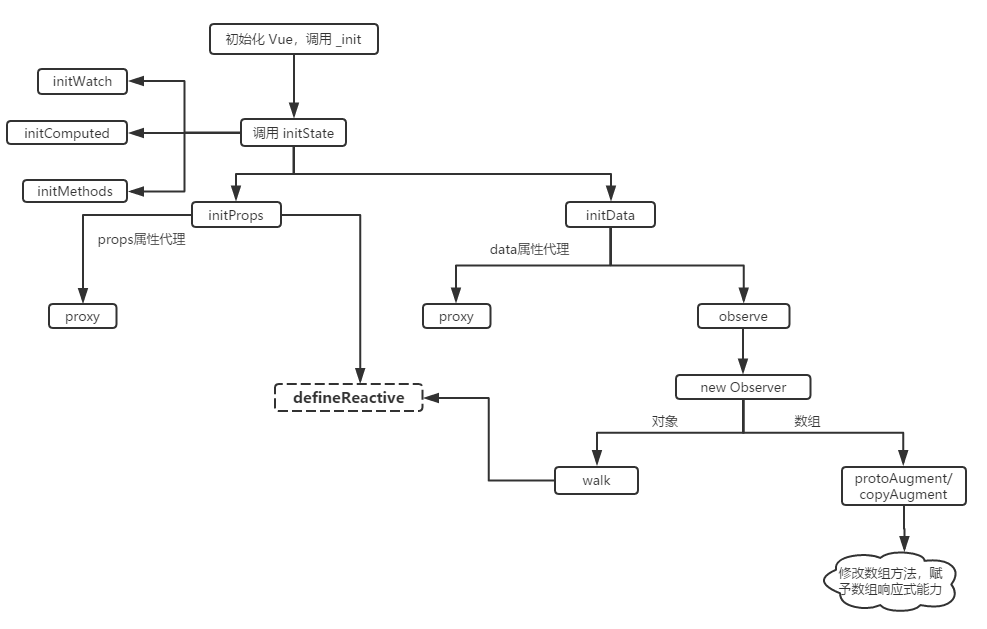 初始化 Vue，调用 _init
initWatch
initComputed
调用 initState
initMethods
initProps
initData
props属性代理
data属性代理
proxy
proxy
observe
new Observer
defineReactive
对象
数组
walk
protoAugment/
copyAugment
修改数组方法，赋
予数组响应式能力